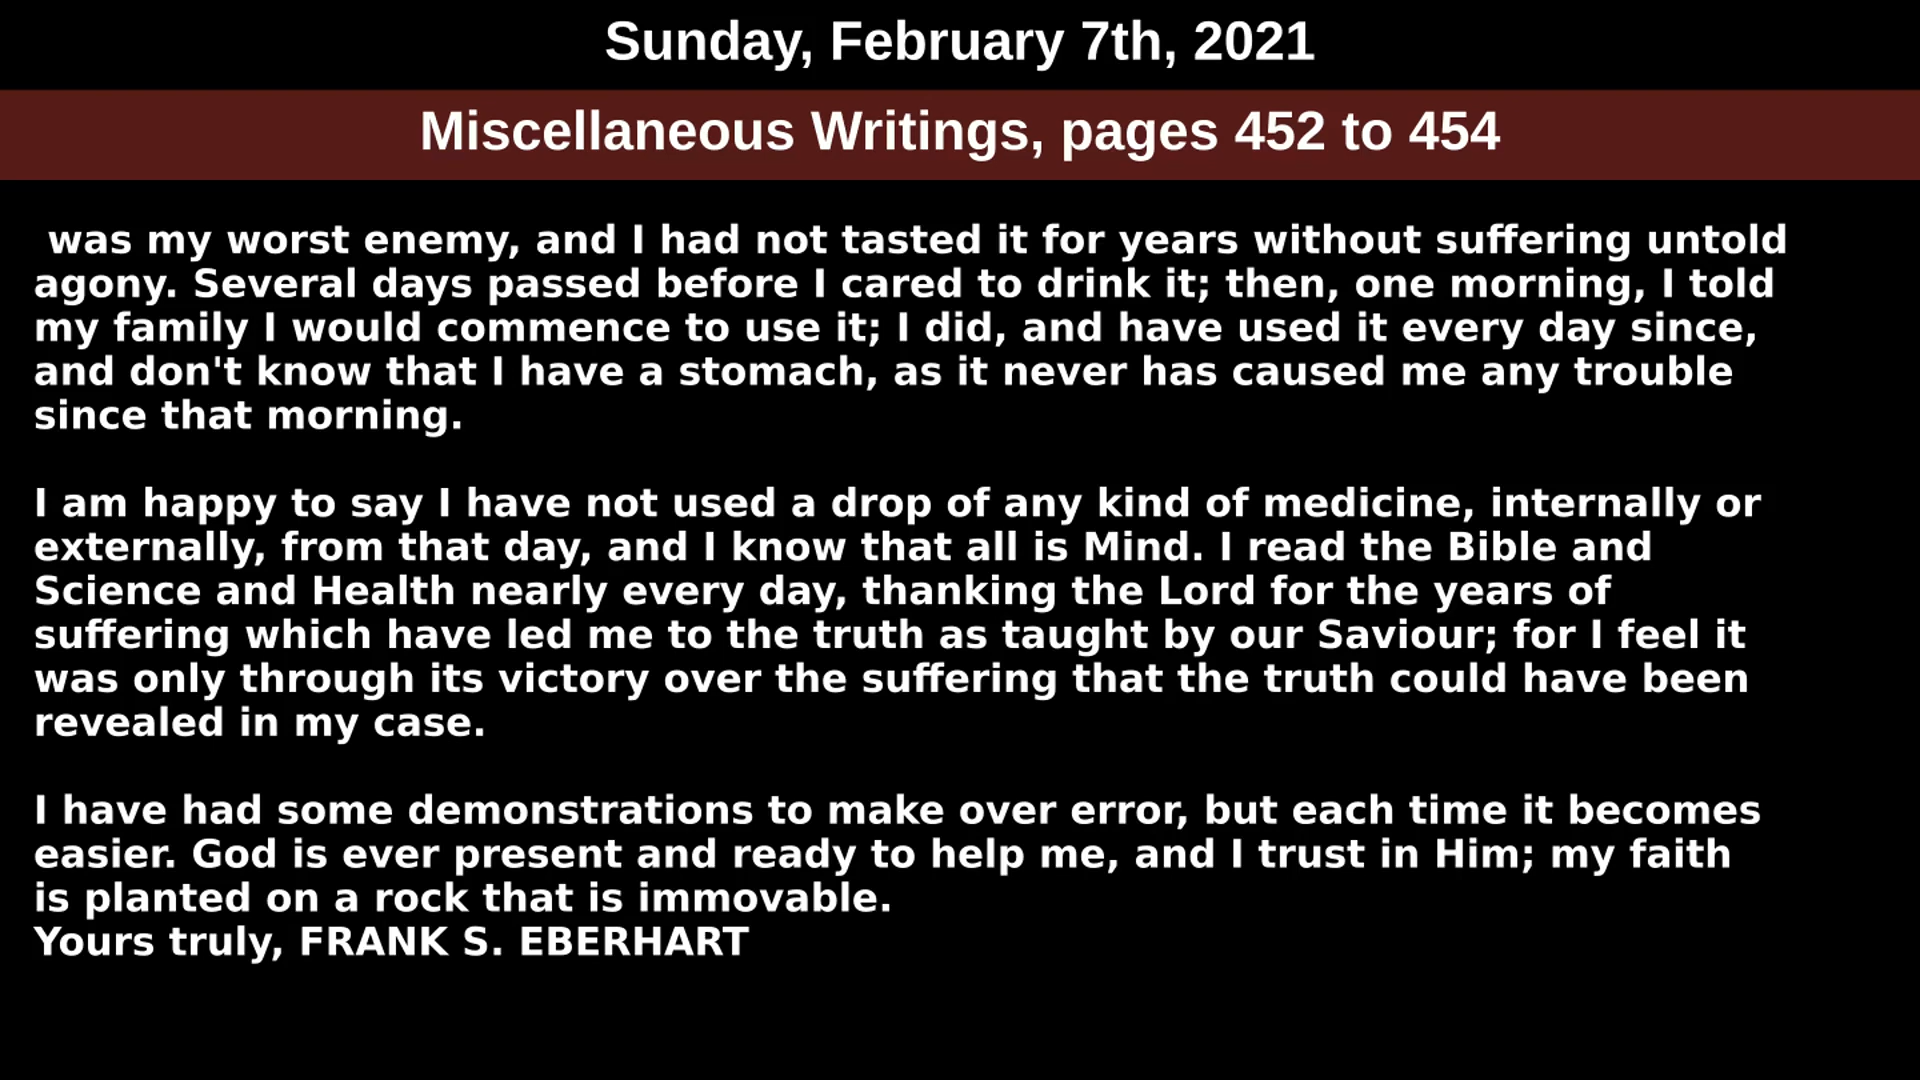 Sunday, February 7th, 2021
Miscellaneous Writings, pages 452 to 454
was my worst enemy, and I had not tasted it for years without suffering untold
agony. Several days passed before I cared to drink it; then, one morning, I told
my family I would commence to use it; I did, and have used it every day since,
and don't know that I have a stomach, as it never has caused me any trouble
since that morning.
I am happy to say I have not used a drop of any kind of medicine, internally or
externally, from that day, and I know that all is Mind. I read the Bible and
Science and Health nearly every day, thanking the Lord for the years of
suffering which have led me to the truth as taught by our Saviour; for I feel it
was only through its victory over the suffering that the truth could have been
revealed in my case.
I have had some demonstrations to make over error, but each time it becomes
easier. God is ever present and ready to help me, and I trust in Him; my faith
is planted on a rock that is immovable.
Yours truly, FRANK S. EBERHART